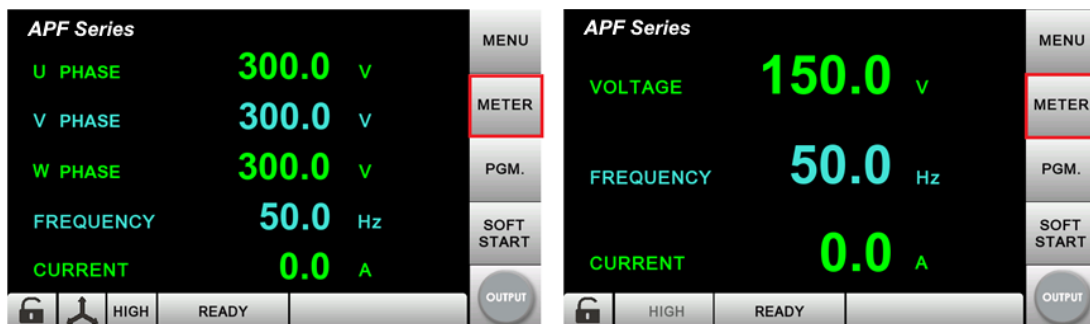 APF Series
U PHASE 300.0 V
V PHASE 300.0 V
W PHASE 300.0 V
FREQUENCY 50.0 Hz
CURRENT 0.0 A
HIGH READY
MENU
METER
PGM.
SOFT
START
OUTPUT
APF Series
VOLTAGE 150.0 V
FREQUENCY 50.0 Hz
CURRENT 0.0 A
HIGH READY
MENU
METER
PGM.
SOFT
START
OUTPUT